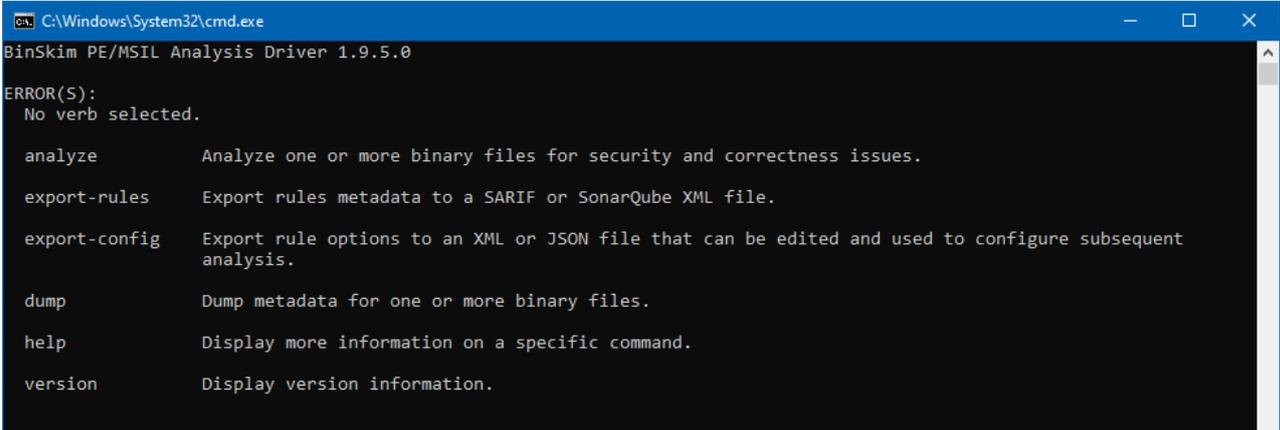 C:\Windows\System32\cmd.exe
BinSkim PE/MSIL Analysis Driver 1.9.5.0
ERROR(S):
No verb selected.
analyze Analyze one or more binary files for security and correctness issues.
export-rules Export rules metadata to a SARIF or SonarQube XML file.
export-config Export rule options to an XML or JSON file that can be edited and used to configure subsequent
analysis.
dump Dump metadata for one or more binary files.
help Display more information on a specific command.
version Display version information.